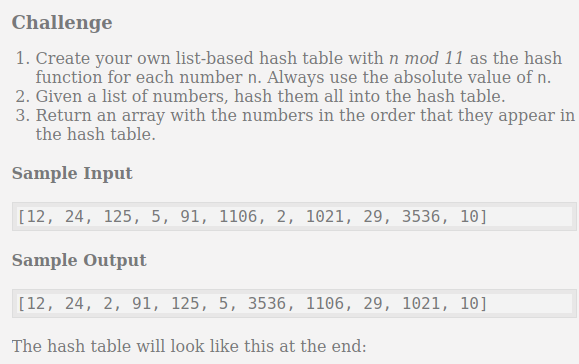 Challenge
1. Create your own list-based hash table with n mod 11 as the hash
function for each number n. Always use the absolute value of n.
2. Given a list of numbers, hash them all into the hash table.
3. Return an array with the numbers in the order that they appear in
the hash table.
Sample Input
[12, 24, 125, 5, 91, 1106, 2, 1021, 29, 3536, 10]
Sample Output
[12, 24, 2, 91, 125, 5, 3536, 1106, 29, 1021, 10]
The hash table will look like this at the end: